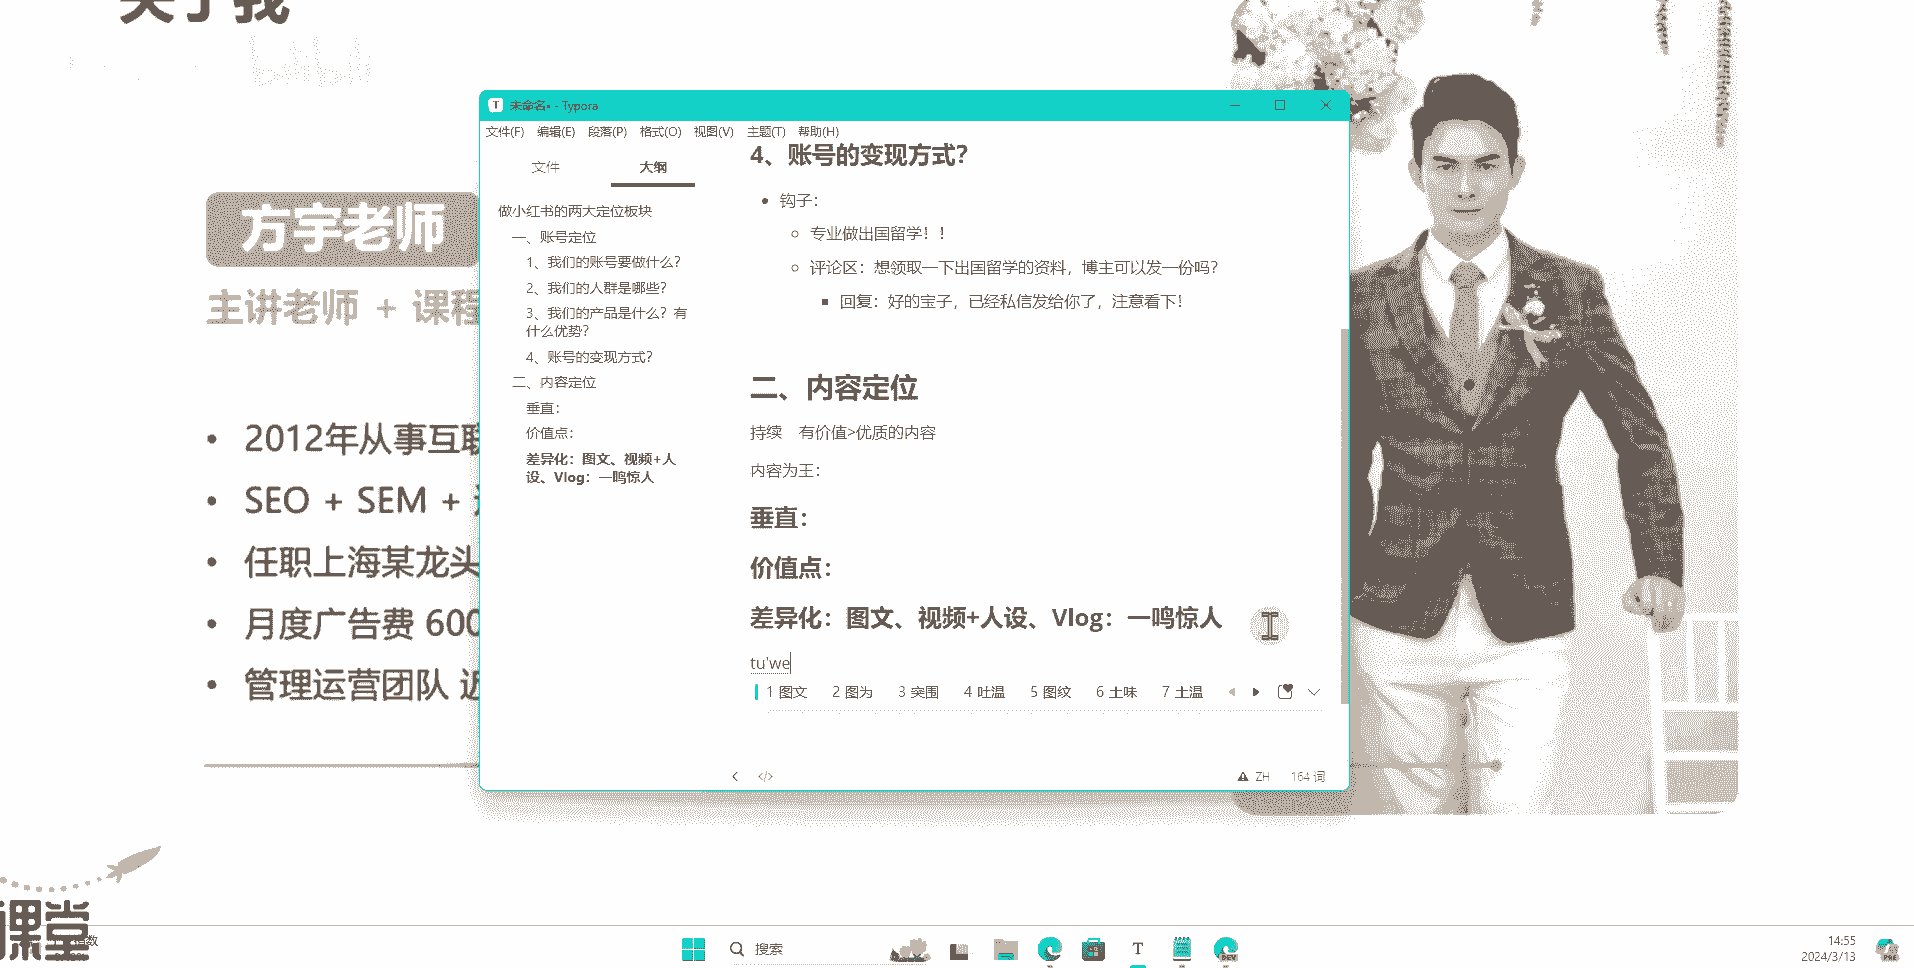 关于我
bilibili
方宇老师
主讲老师 + 课程
2012年从事互联
SEO + SEM +
任职上海某龙头
月度广告费 600
管理运营团队 近
未命名• - Typora
文件(F) 编辑(E) 段落(P) 格式(O) 视图(V) 主题(T) 帮助(H)
文件 大纲
做小红书的两大定位板块
一、账号定位
1、我们的账号要做什么？
2、我们的人群是哪些？
3、我们的产品是什么？有
什么优势？
4、账号的变现方式？
二、内容定位
垂直：
价值点：
差异化：图文、视频+人
设、Vlog：一鸣惊人
4、账号的变现方式？
钩子：
专业做出国留学！！
评论区：想领取一下出国留学的资料，博主可以发一份吗？
回复：好的宝子，已经私信发给你了，注意看下！
二、内容定位
持续 有价值>优质的内容
内容为王：
垂直：
价值点：
差异化：图文、视频+人设、Vlog：一鸣惊人
tu'we
1 图文 2 图为 3 突围 4 吐温 5 图纹 6 土味 7 土温
</> ZH 164 词
课堂
搜索
T
DEV
14:55
2024/3/13
PRE